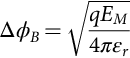 Δϕ_B = √(qE_M / 4πε_r)